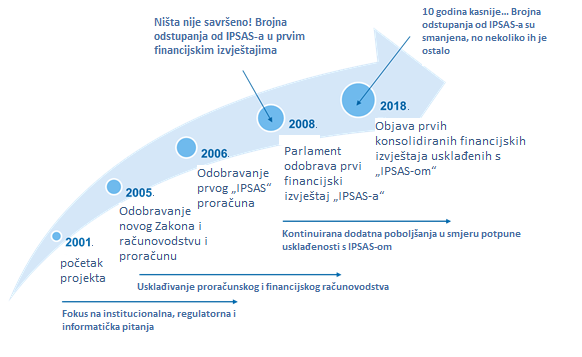 Ništa nije savršeno! Brojna
odstupanja od IPSAS-a u prvim
financijskim izvještajima
10 godina kasnije... Brojna
odstupanja od IPSAS-a su
smanjena, no nekoliko ih je
ostalo
2001.
početak
projekta
2005.
Odobravanje
novog Zakona i
računovodstvu i
proračunu
2006.
Odobravanje
prvog „IPSAS“
proračuna
2008.
Parlament
odobrava prvi
financijski
izvještaj „IPSAS-a“
2018.
Objava prvih
konsolidiranih financijskih
izvještaja usklađenih s
„IPSAS-om“
Kontinuirana dodatna poboljšanja u smjeru potpune
usklađenosti s IPSAS-om
Usklađivanje proračunskog i financijskog računovodstva
Fokus na institucionalna, regulatorna i
informatička pitanja